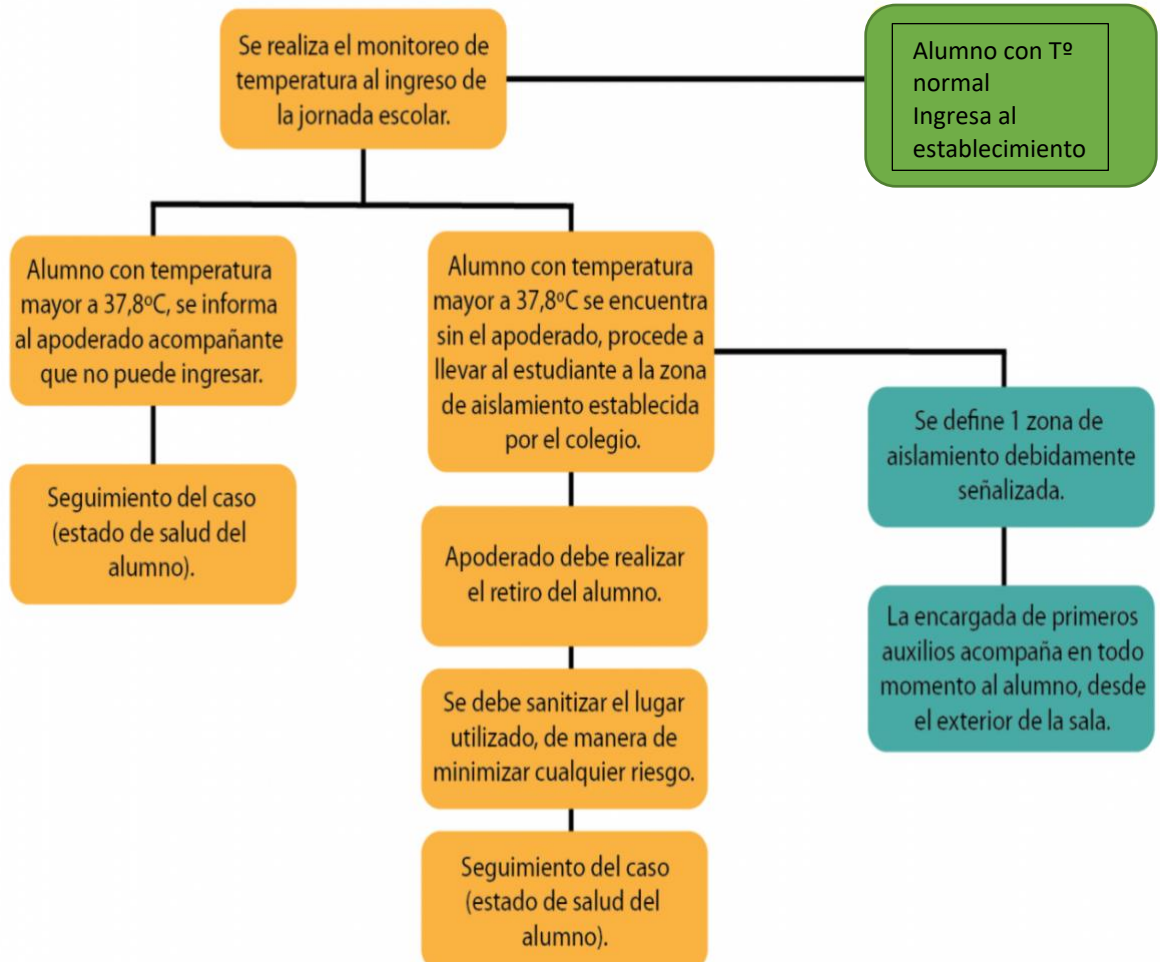 Se realiza el monitoreo de
temperatura al ingreso de
la jornada escolar.
Alumno con Tº
normal
Ingresa al
establecimiento
Alumno con temperatura
mayor a 37,8ºC, se informa
al apoderado acompañante
que no puede ingresar.
Seguimiento del caso
(estado de salud del
alumno).
Alumno con temperatura
mayor a 37,8ºC se encuentra
sin el apoderado, procede a
llevar al estudiante a la zona
de aislamiento establecida
por el colegio.
Apoderado debe realizar
el retiro del alumno.
Se debe sanitizar el lugar
utilizado, de manera de
minimizar cualquier riesgo.
Seguimiento del caso
(estado de salud del
alumno).
Se define 1 zona de
aislamiento debidamente
señalizada.
La encargada de primeros
auxilios acompaña en todo
momento al alumno, desde
el exterior de la sala.